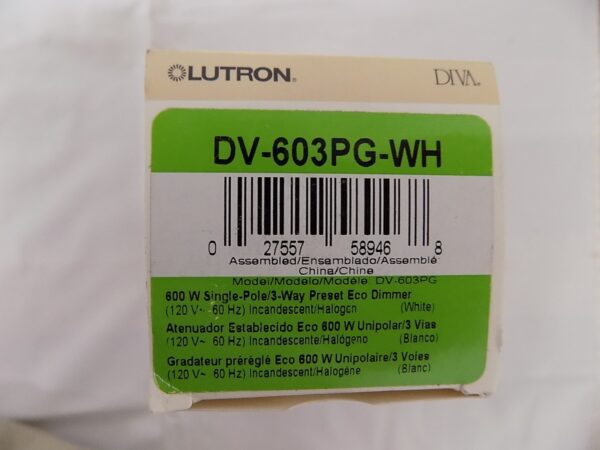 LUTRON®
DIVA®
DV-603PG-WH
0 27557 58946 8
Assembled/Ensamblado/Assemblé
China/Chine
Model/Modelo/Modèle: DV-603PG
600 W Single-Pole/3-Way Preset Eco Dimmer
(120 V~ 60 Hz) Incandescent/Halogen (White)
Atenuador Establecido Eco 600 W Unipolar/3 Vias
(120 V~ 60 Hz) Incandescente/Halógeno (Blanco)
Gradateur préréglé Eco 600 W Unipolaire/3 Voies
(120 V~ 60 Hz) Incandescent/Halogène (Blanc)